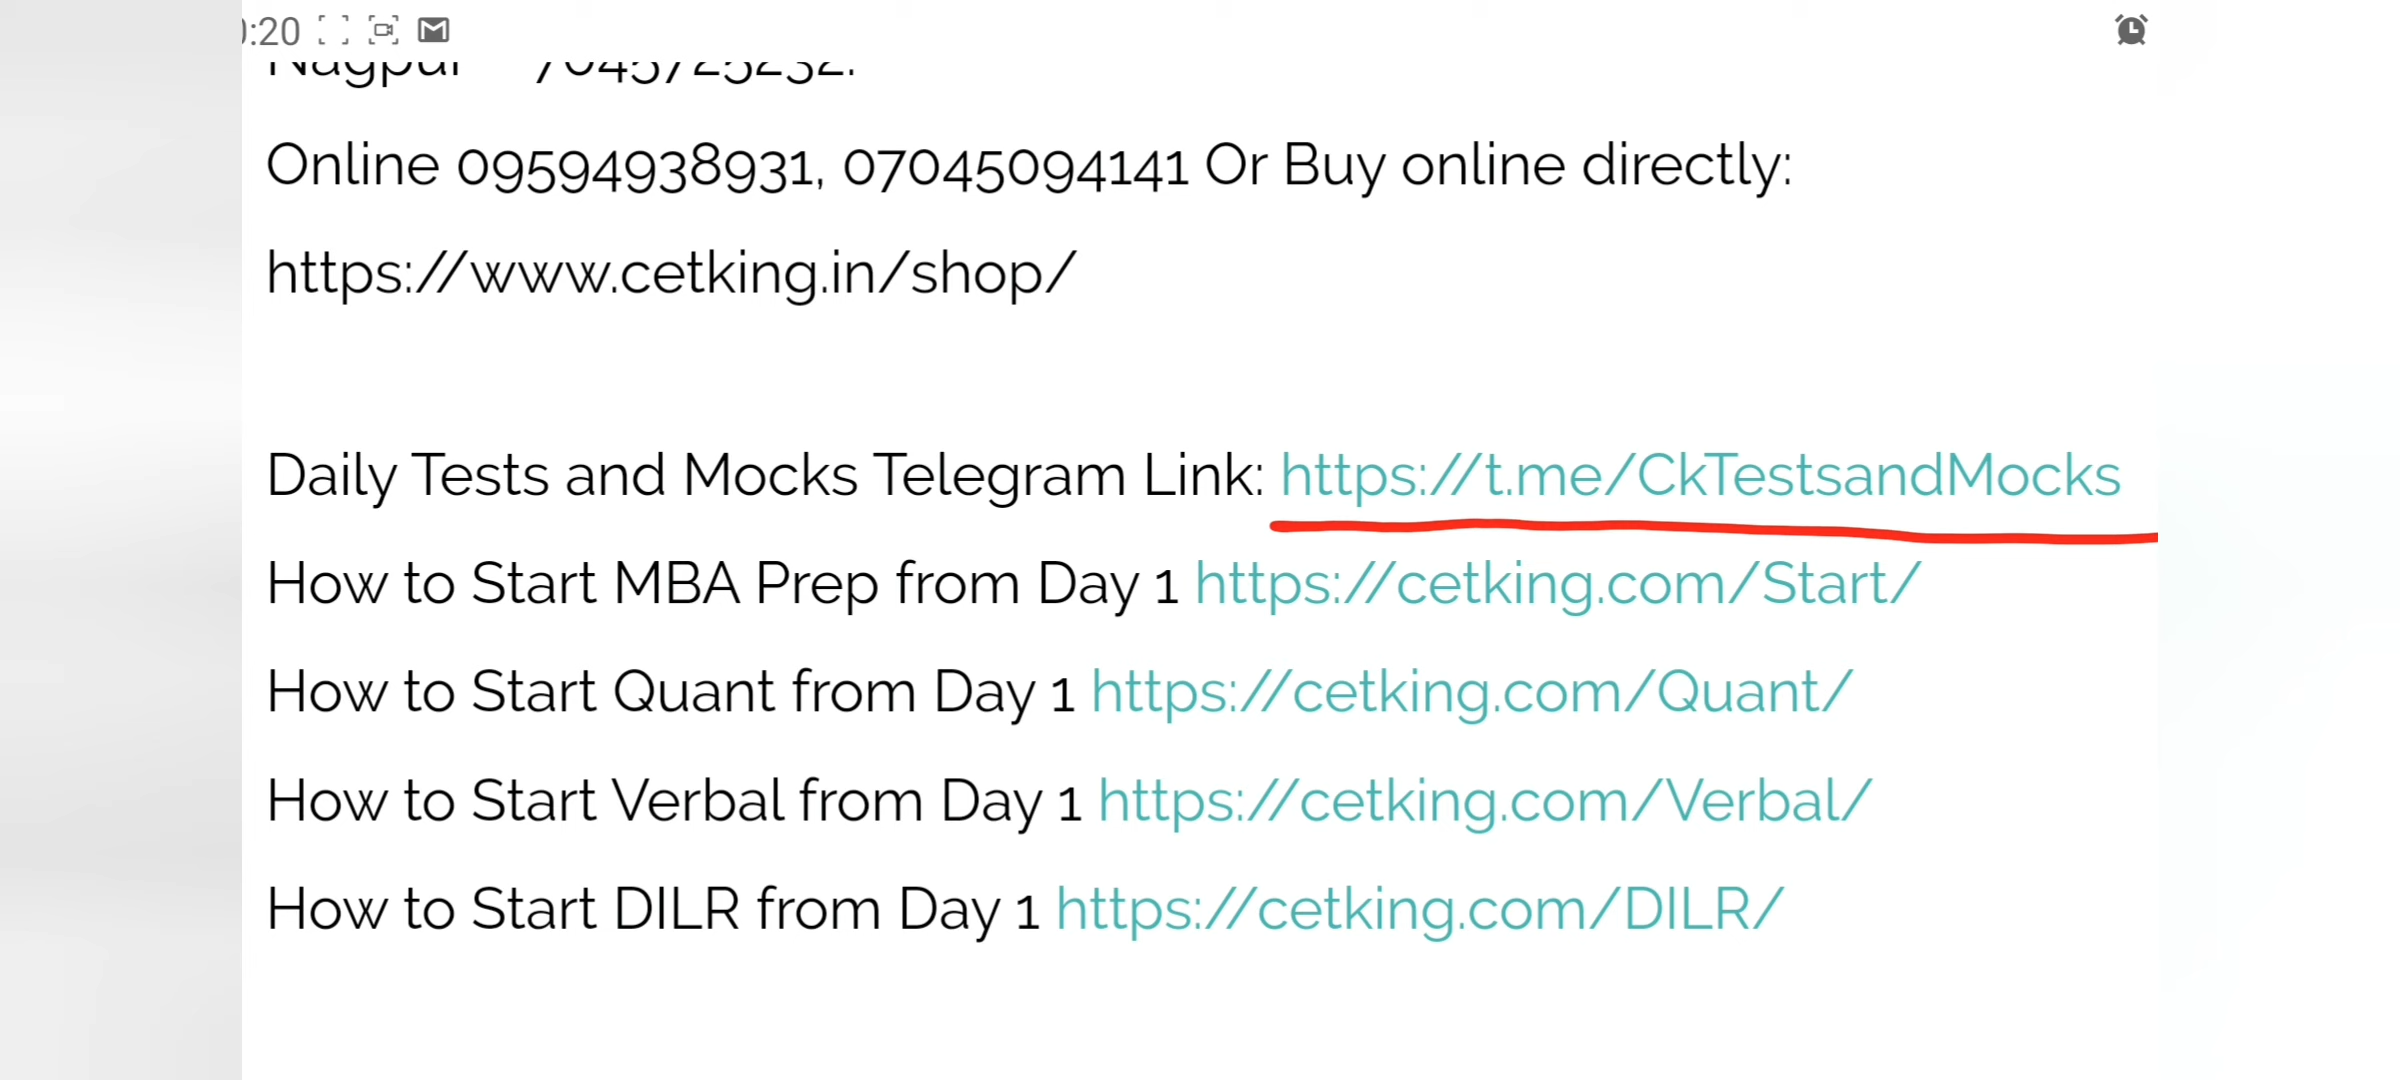 :20
Nagpur 7045725232.
Online 09594938931, 07045094141 Or Buy online directly:
https://www.cetking.in/shop/
Daily Tests and Mocks Telegram Link: https://t.me/CkTestsandMocks
How to Start MBA Prep from Day 1 https://cetking.com/Start/
How to Start Quant from Day 1 https://cetking.com/Quant/
How to Start Verbal from Day 1 https://cetking.com/Verbal/
How to Start DILR from Day 1 https://cetking.com/DILR/